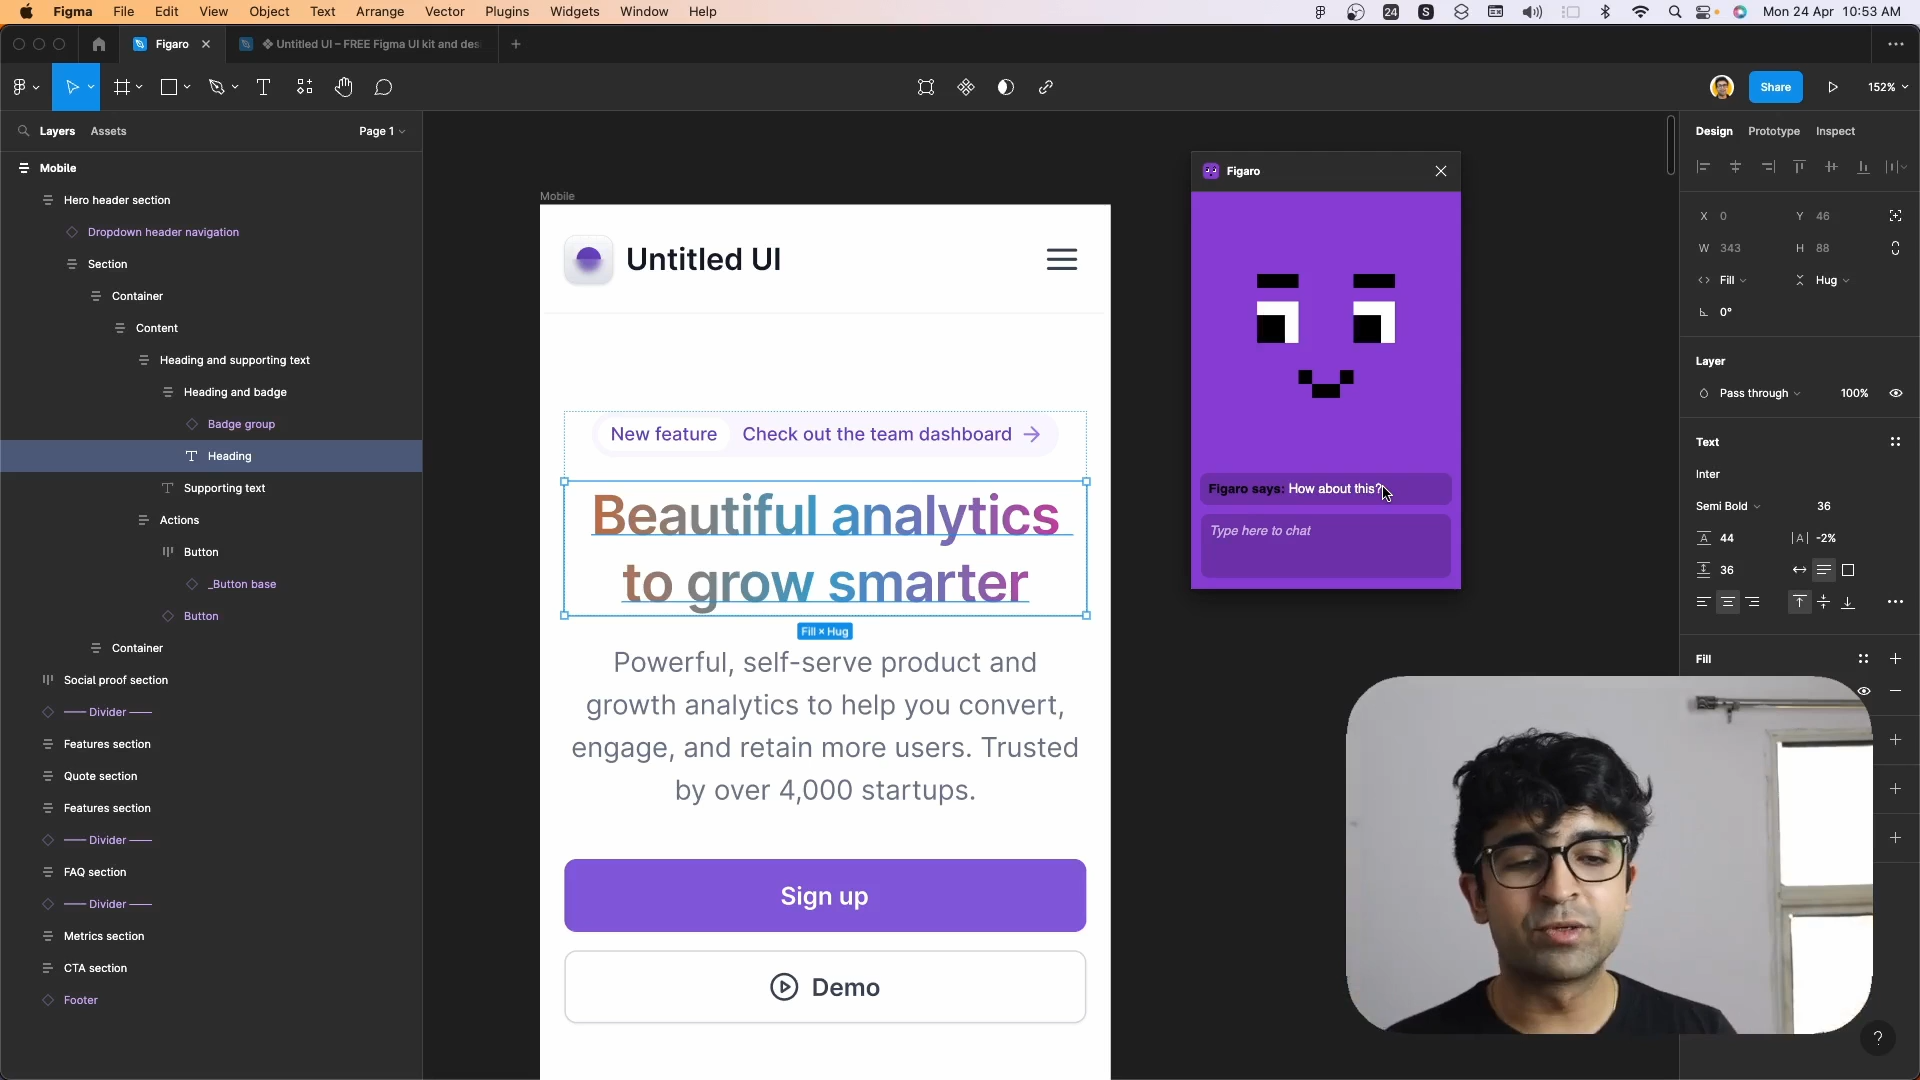 Figma File Edit View Object Text Arrange Vector Plugins Widgets Window Help
24
S
Mon 24 Apr 10:53 AM
Figaro
Untitled UI – FREE Figma UI kit and des
Share
152%
Layers Assets
Page 1
Mobile
Hero header section
Dropdown header navigation
Section
Container
Content
Heading and supporting text
Heading and badge
Badge group
Heading
Supporting text
Actions
Button
_Button base
Button
Container
Social proof section
Divider
Features section
Quote section
Features section
Divider
FAQ section
Divider
Metrics section
CTA section
Footer
Mobile
Untitled UI
New feature
Check out the team dashboard
Beautiful analytics
to grow smarter
Fill × Hug
Powerful, self-serve product and
growth analytics to help you convert,
engage, and retain more users. Trusted
by over 4,000 startups.
Sign up
Demo
Figaro
Figaro says: How about this?
Type here to chat
Design Prototype Inspect
X 0 Y 46
W 343 H 88
Fill Hug
0°
Layer
Pass through 100%
Text
Inter
Semi Bold 36
44 -2%
36
Fill
?